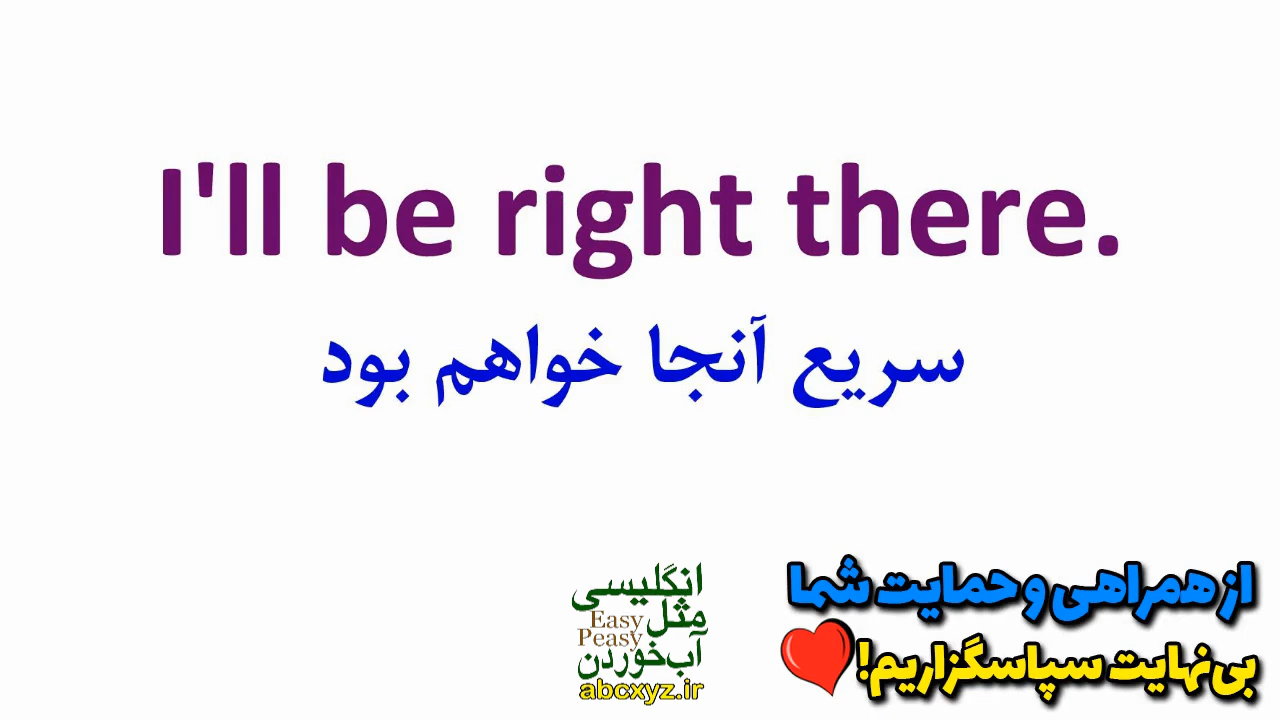 I'll be right there.
سریع آنجا خواهم بود
انگلیسی
مثل
Easy
Peasy
آب‌خوردن
abcxyz.ir
از همراهی و حمایت شما
بی‌نهایت سپاسگزاریم!